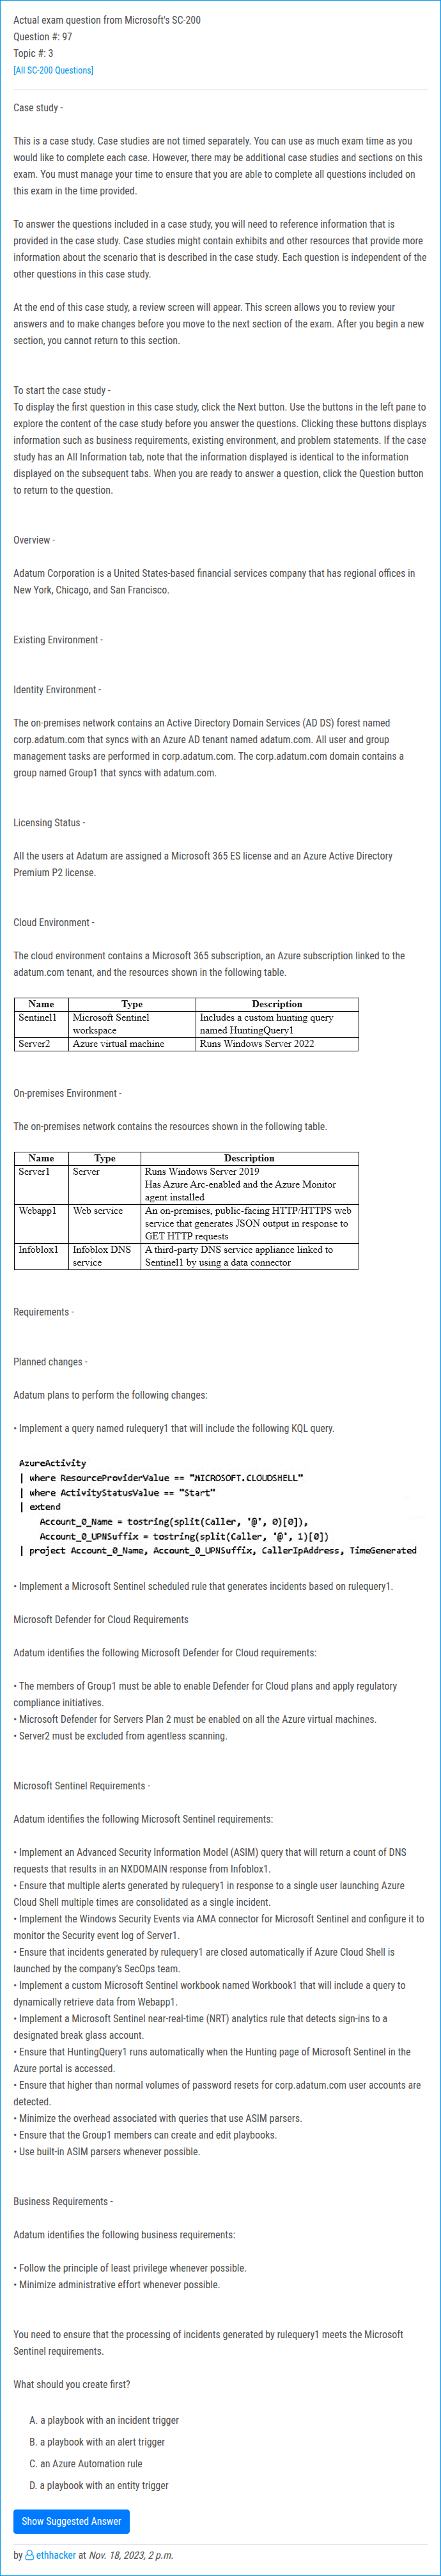 Actual exam question from Microsoft's SC-200
Question #: 97
Topic #: 3
[All SC-200 Questions]
Case study -
This is a case study. Case studies are not timed separately. You can use as much exam time as you
would like to complete each case. However, there may be additional case studies and sections on this
exam. You must manage your time to ensure that you are able to complete all questions included on
this exam in the time provided.
To answer the questions included in a case study, you will need to reference information that is
provided in the case study. Case studies might contain exhibits and other resources that provide more
information about the scenario that is described in the case study. Each question is independent of the
other questions in this case study.
At the end of this case study, a review screen will appear. This screen allows you to review your
answers and to make changes before you move to the next section of the exam. After you begin a new
section, you cannot return to this section.
To start the case study -
To display the first question in this case study, click the Next button. Use the buttons in the left pane to
explore the content of the case study before you answer the questions. Clicking these buttons displays
information such as business requirements, existing environment, and problem statements. If the case
study has an All Information tab, note that the information displayed is identical to the information
displayed on the subsequent tabs. When you are ready to answer a question, click the Question button
to return to the question.
Overview -
Adatum Corporation is a United States-based financial services company that has regional offices in
New York, Chicago, and San Francisco.
Existing Environment -
Identity Environment -
The on-premises network contains an Active Directory Domain Services (AD DS) forest named
corp.adatum.com that syncs with an Azure AD tenant named adatum.com. All user and group
management tasks are performed in corp.adatum.com. The corp.adatum.com domain contains a
group named Group1 that syncs with adatum.com.
Licensing Status -
All the users at Adatum are assigned a Microsoft 365 ES license and an Azure Active Directory
Premium P2 license.
Cloud Environment -
The cloud environment contains a Microsoft 365 subscription, an Azure subscription linked to the
adatum.com tenant, and the resources shown in the following table.
Name Type Description
Sentinel1 Microsoft Sentinel Includes a custom hunting query
workspace named HuntingQuery1
Server2 Azure virtual machine Runs Windows Server 2022
On-premises Environment -
The on-premises network contains the resources shown in the following table.
Name Type Description
Server1 Server Runs Windows Server 2019
Has Azure Arc-enabled and the Azure Monitor
agent installed
Webapp1 Web service An on-premises, public-facing HTTP/HTTPS web
service that generates JSON output in response to
GET HTTP requests
Infoblox1 Infoblox DNS A third-party DNS service appliance linked to
service Sentinel1 by using a data connector
Requirements -
Planned changes -
Adatum plans to perform the following changes:
• Implement a query named rulequery1 that will include the following KQL query.
AzureActivity
| where ResourceProviderValue == "MICROSOFT.CLOUDSHELL"
| where ActivityStatusValue == "Start"
| extend
Account_0_Name = tostring(split(Caller, '@', 0)[0]),
Account_0_UPNSuffix = tostring(split(Caller, '@', 1)[0])
| project Account_0_Name, Account_0_UPNSuffix, CallerIpAddress, TimeGenerated
• Implement a Microsoft Sentinel scheduled rule that generates incidents based on rulequery1.
Microsoft Defender for Cloud Requirements
Adatum identifies the following Microsoft Defender for Cloud requirements:
• The members of Group1 must be able to enable Defender for Cloud plans and apply regulatory
compliance initiatives.
• Microsoft Defender for Servers Plan 2 must be enabled on all the Azure virtual machines.
• Server2 must be excluded from agentless scanning.
Microsoft Sentinel Requirements -
Adatum identifies the following Microsoft Sentinel requirements:
• Implement an Advanced Security Information Model (ASIM) query that will return a count of DNS
requests that results in an NXDOMAIN response from Infoblox1.
• Ensure that multiple alerts generated by rulequery1 in response to a single user launching Azure
Cloud Shell multiple times are consolidated as a single incident.
• Implement the Windows Security Events via AMA connector for Microsoft Sentinel and configure it to
monitor the Security event log of Server1.
• Ensure that incidents generated by rulequery1 are closed automatically if Azure Cloud Shell is
launched by the company's SecOps team.
• Implement a custom Microsoft Sentinel workbook named Workbook1 that will include a query to
dynamically retrieve data from Webapp1.
• Implement a Microsoft Sentinel near-real-time (NRT) analytics rule that detects sign-ins to a
designated break glass account.
• Ensure that HuntingQuery1 runs automatically when the Hunting page of Microsoft Sentinel in the
Azure portal is accessed.
• Ensure that higher than normal volumes of password resets for corp.adatum.com user accounts are
detected.
• Minimize the overhead associated with queries that use ASIM parsers.
• Ensure that the Group1 members can create and edit playbooks.
• Use built-in ASIM parsers whenever possible.
Business Requirements -
Adatum identifies the following business requirements:
• Follow the principle of least privilege whenever possible.
• Minimize administrative effort whenever possible.
You need to ensure that the processing of incidents generated by rulequery1 meets the Microsoft
Sentinel requirements.
What should you create first?
A. a playbook with an incident trigger
B. a playbook with an alert trigger
C. an Azure Automation rule
D. a playbook with an entity trigger
Show Suggested Answer
by ethhacker at Nov. 18, 2023, 2 p.m.